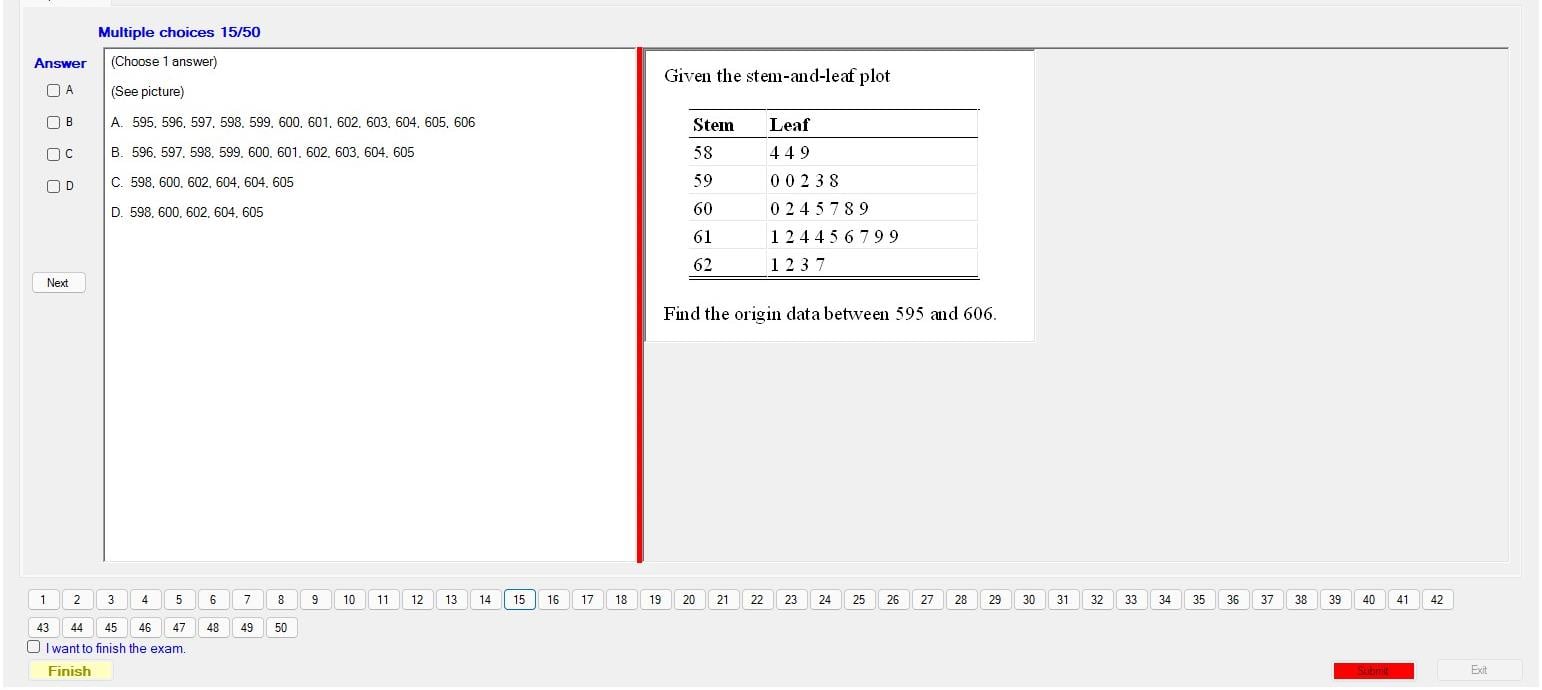 Multiple choices 15/50
Answer
A
B
C
D
Next
(Choose 1 answer)
(See picture)
A. 595, 596, 597, 598, 599, 600, 601, 602, 603, 604, 605, 606
B. 596, 597, 598, 599, 600, 601, 602, 603, 604, 605
C. 598, 600, 602, 604, 604, 605
D. 598, 600, 602, 604, 605
Given the stem-and-leaf plot
Stem Leaf
58 4 4 9
59 0 0 2 3 8
60 0 2 4 5 7 8 9
61 1 2 4 4 5 6 7 9 9
62 1 2 3 7
Find the origin data between 595 and 606.
1 2 3 4 5 6 7 8 9 10 11 12 13 14 15 16 17 18 19 20 21 22 23 24 25 26 27 28 29 30 31 32 33 34 35 36 37 38 39 40 41 42
43 44 45 46 47 48 49 50
I want to finish the exam.
Finish
Submit
Exit